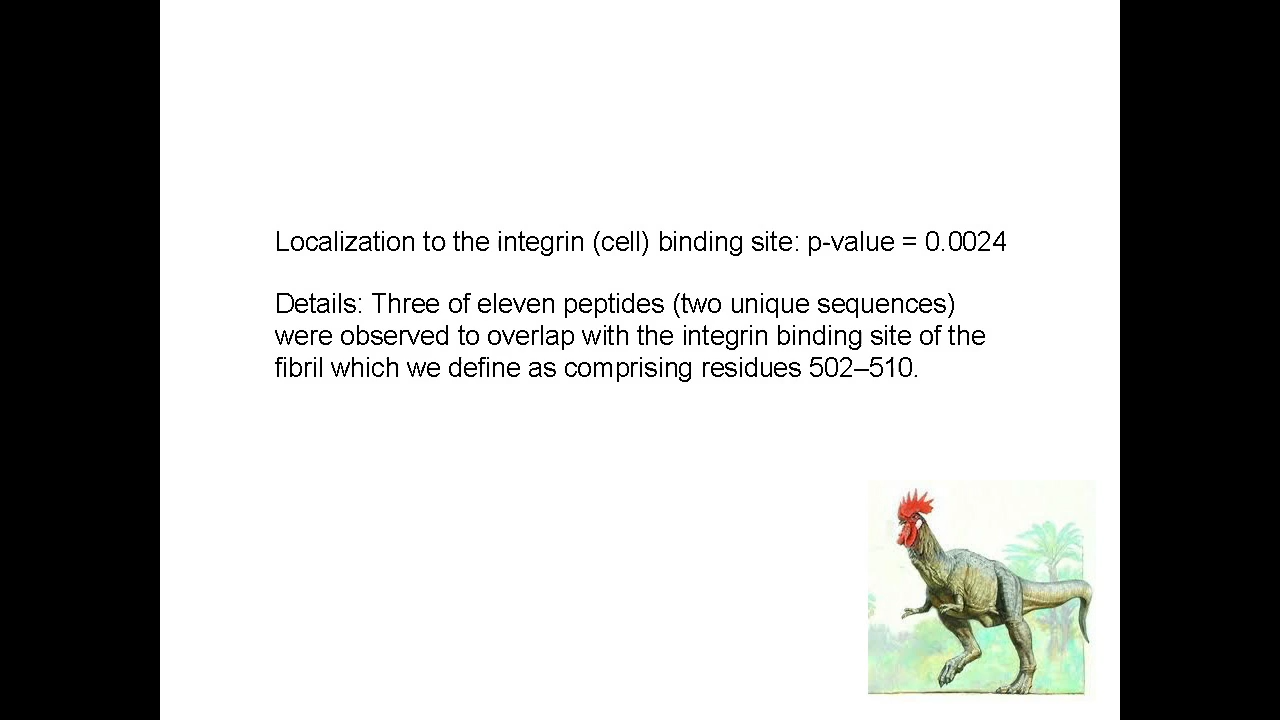 Localization to the integrin (cell) binding site: p-value = 0.0024
Details: Three of eleven peptides (two unique sequences)
were observed to overlap with the integrin binding site of the
fibril which we define as comprising residues 502–510.